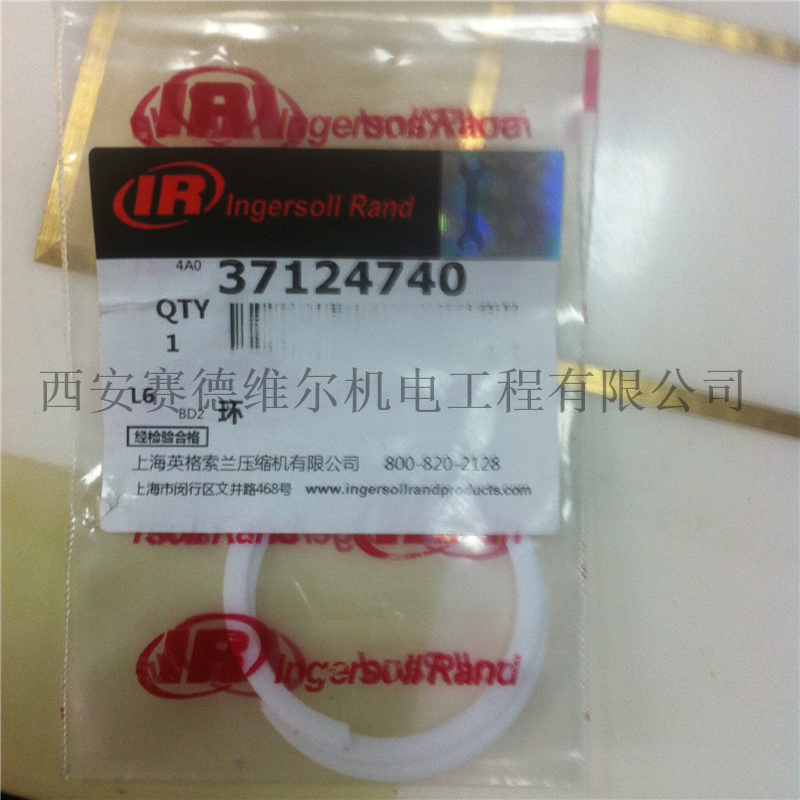 IR Ingersoll Rand
IR Ingersoll Rand
4A0 37124740
QTY
1
西安赛德维尔机电工程有限公司
L6 BD2 环
经检验合格
上海英格索兰压缩机有限公司 800-820-2128
上海市闵行区文井路468号 www.ingersollrandproducts.com
Ingersoll Rand
IR Ingersoll Rand